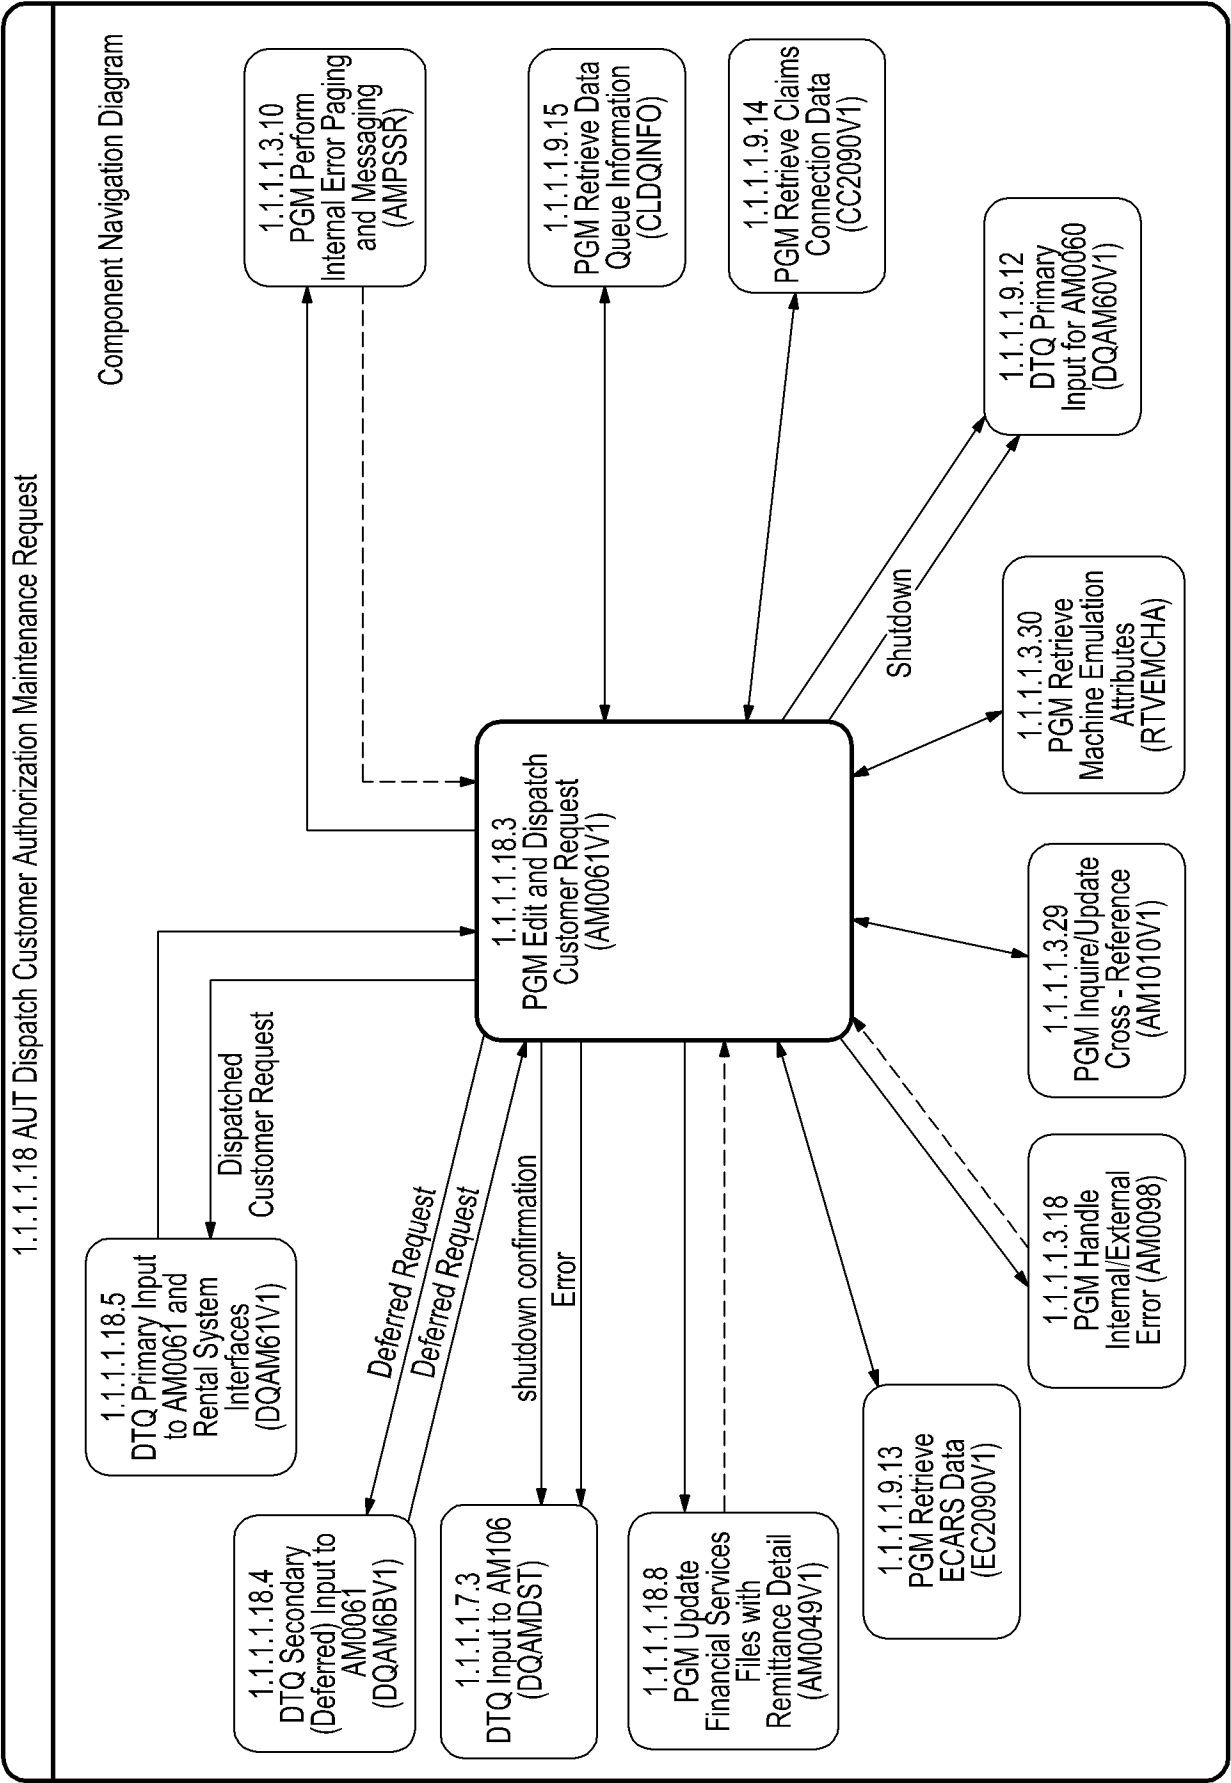 1.1.1.1.18 AUT Dispatch Customer Authorization Maintenance Request
Component Navigation Diagram
1.1.1.1.18.5
DTQ Primary Input
to AM0061 and
Rental System
Interfaces
(DQAM61V1)
Dispatched
Customer Request
1.1.1.1.3.10
PGM Perform
Internal Error Paging
and Messaging
(AMPSSR)
1.1.1.1.18.4
DTQ Secondary
(Deferred) Input to
AM0061
(DQAM6BV1)
Deferred Request
Deferred Request
1.1.1.1.7.3
DTQ Input to AM106
(DQAMDST)
shutdown confirmation
Error
1.1.1.1.18.3
PGM Edit and Dispatch
Customer Request
(AM0061V1)
1.1.1.1.9.15
PGM Retrieve Data
Queue Information
(CLDQINFO)
1.1.1.1.18.8
PGM Update
Financial Services
Files with
Remittance Detail
(AM0049V1)
1.1.1.1.9.14
PGM Retrieve Claims
Connection Data
(CC2090V1)
1.1.1.1.9.13
PGM Retrieve
ECARS Data
(EC2090V1)
Shutdown
1.1.1.1.9.12
DTQ Primary
Input for AM0060
(DQAM60V1)
1.1.1.1.3.18
PGM Handle
Internal/External
Error (AM0098)
1.1.1.1.3.29
PGM Inquire/Update
Cross - Reference
(AM1010V1)
1.1.1.1.3.30
PGM Retrieve
Machine Emulation
Attributes
(RTVEMCHA)